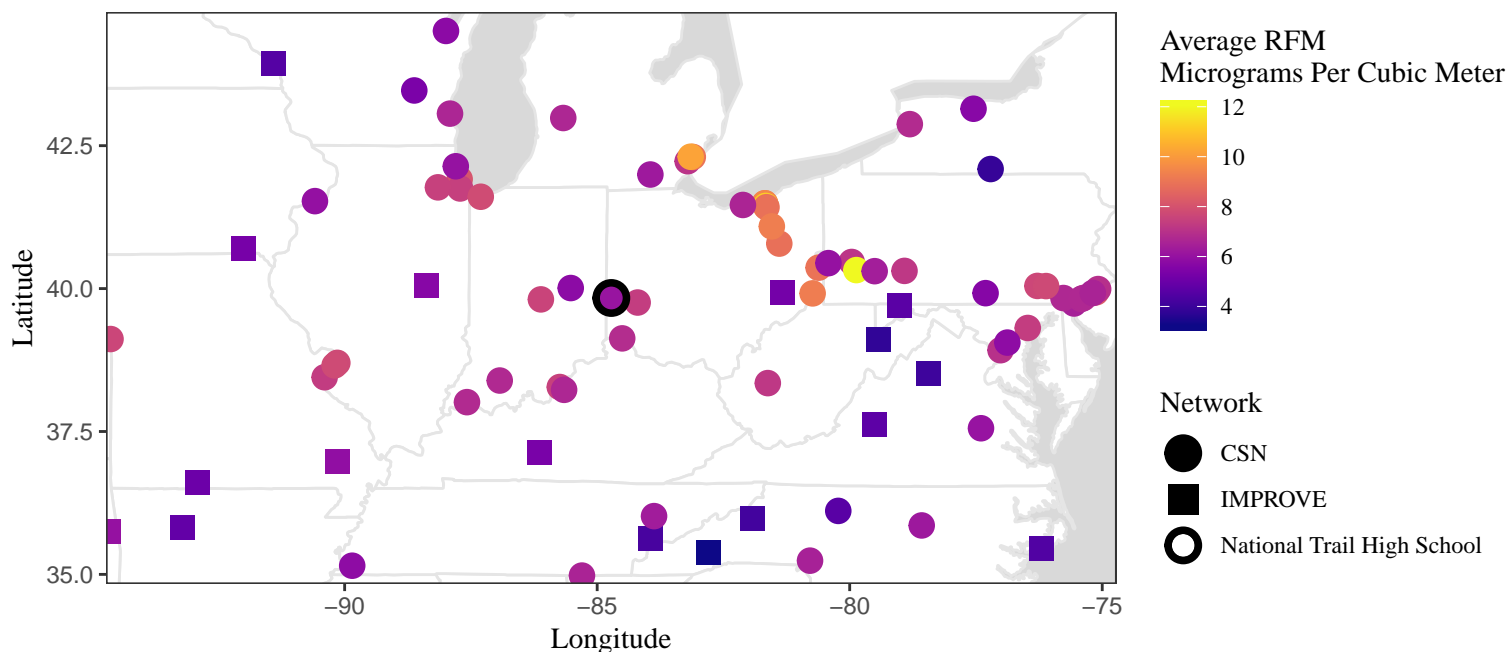 Average RFM
Micrograms Per Cubic Meter
12
10
8
6
4
Network
CSN
IMPROVE
National Trail High School
Latitude
42.5
40.0
37.5
35.0
−90
−85
−80
−75
Longitude